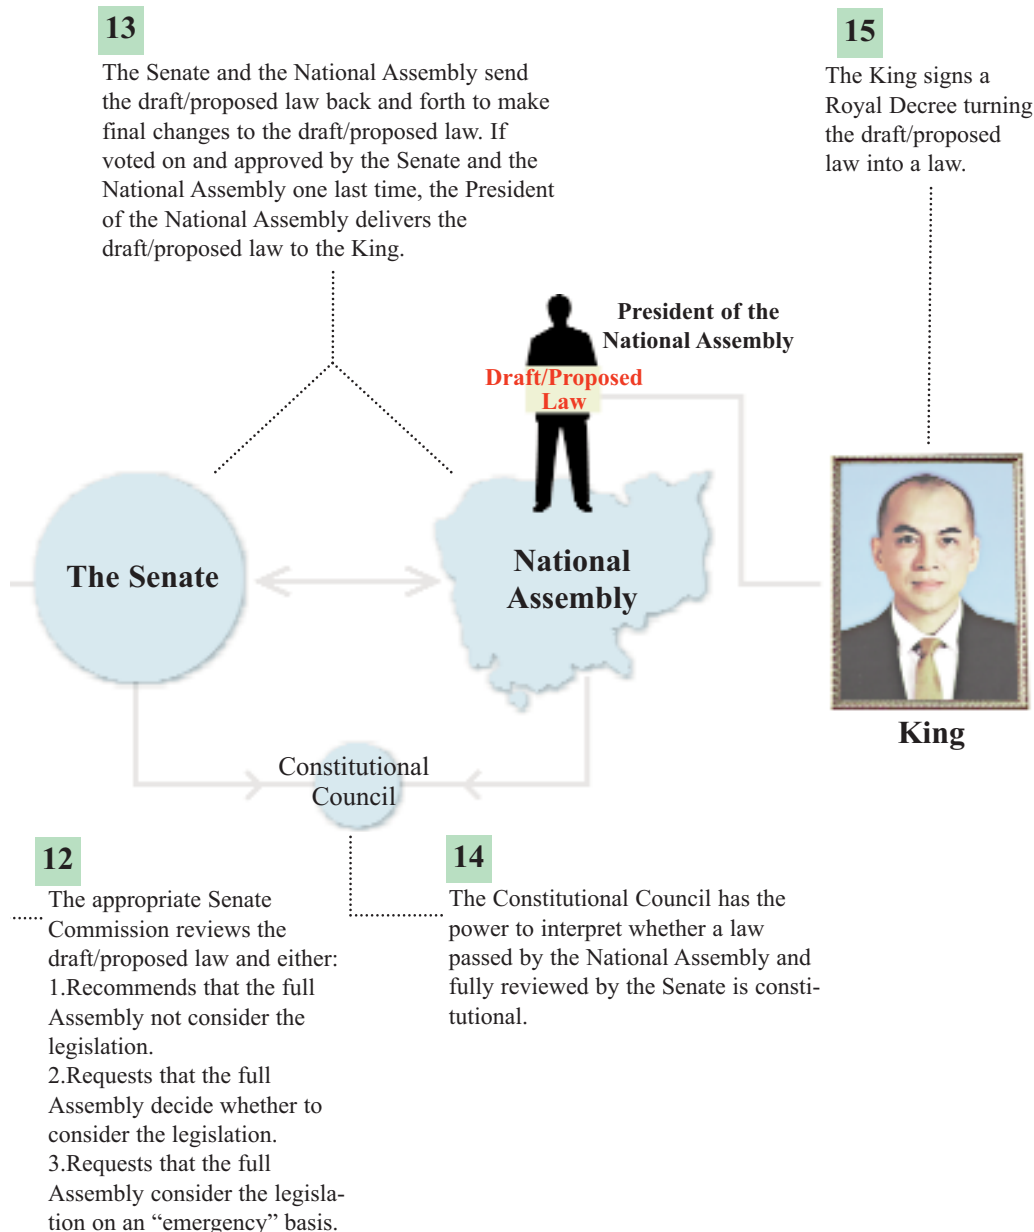 13
The Senate and the National Assembly send
the draft/proposed law back and forth to make
final changes to the draft/proposed law. If
voted on and approved by the Senate and the
National Assembly one last time, the President
of the National Assembly delivers the
draft/proposed law to the King.
15
The King signs a
Royal Decree turning
the draft/proposed
law into a law.
President of the
National Assembly
Draft/Proposed
Law
The Senate
National
Assembly
King
Constitutional
Council
12
The appropriate Senate
Commission reviews the
draft/proposed law and either:
1.Recommends that the full
Assembly not consider the
legislation.
2.Requests that the full
Assembly decide whether to
consider the legislation.
3.Requests that the full
Assembly consider the legisla-
tion on an “emergency” basis.
14
The Constitutional Council has the
power to interpret whether a law
passed by the National Assembly and
fully reviewed by the Senate is consti-
tutional.